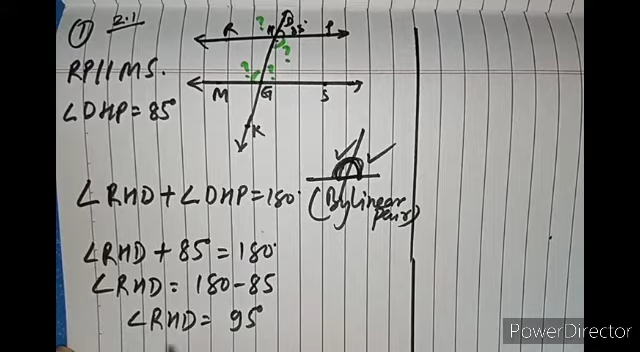 ① 2.1
? H D 85°
R P
?
RP // MS.
? ?
M G S
∠DHP = 85°
K
∠RHD + ∠DHP = 180° (By linear pair)
∠RHD + 85° = 180°
∠RHD = 180 - 85
∠RHD = 95°
PowerDirector